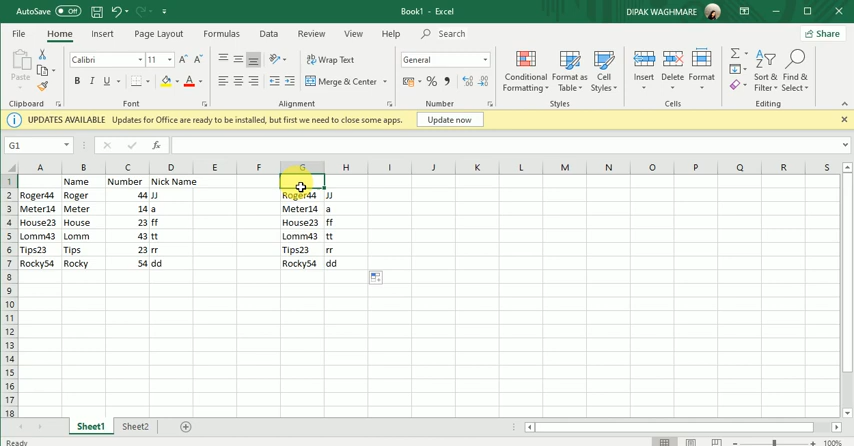 AutoSave Off Book1 - Excel DIPAK WAGHMARE
File Home Insert Page Layout Formulas Data Review View Help Search Share
Calibri 11 Wrap Text General
Paste B I U A Merge & Center % Conditional Formatting Format as Table Cell Styles Insert Delete Format Sort & Filter Find & Select
Clipboard Font Alignment Number Styles Cells Editing
UPDATES AVAILABLE Updates for Office are ready to be installed, but first we need to close some apps. Update now
G1 fx
A B C D E F G H I J K L M N O P Q R S
1 Name Number Nick Name
2 Roger44 Roger 44 JJ Roger44 JJ
3 Meter14 Meter 14 a Meter14 a
4 House23 House 23 ff House23 ff
5 Lomm43 Lomm 43 tt Lomm43 tt
6 Tips23 Tips 23 rr Tips23 rr
7 Rocky54 Rocky 54 dd Rocky54 dd
8
9
10
11
12
13
14
15
16
17
18
Sheet1 Sheet2
Ready 100%